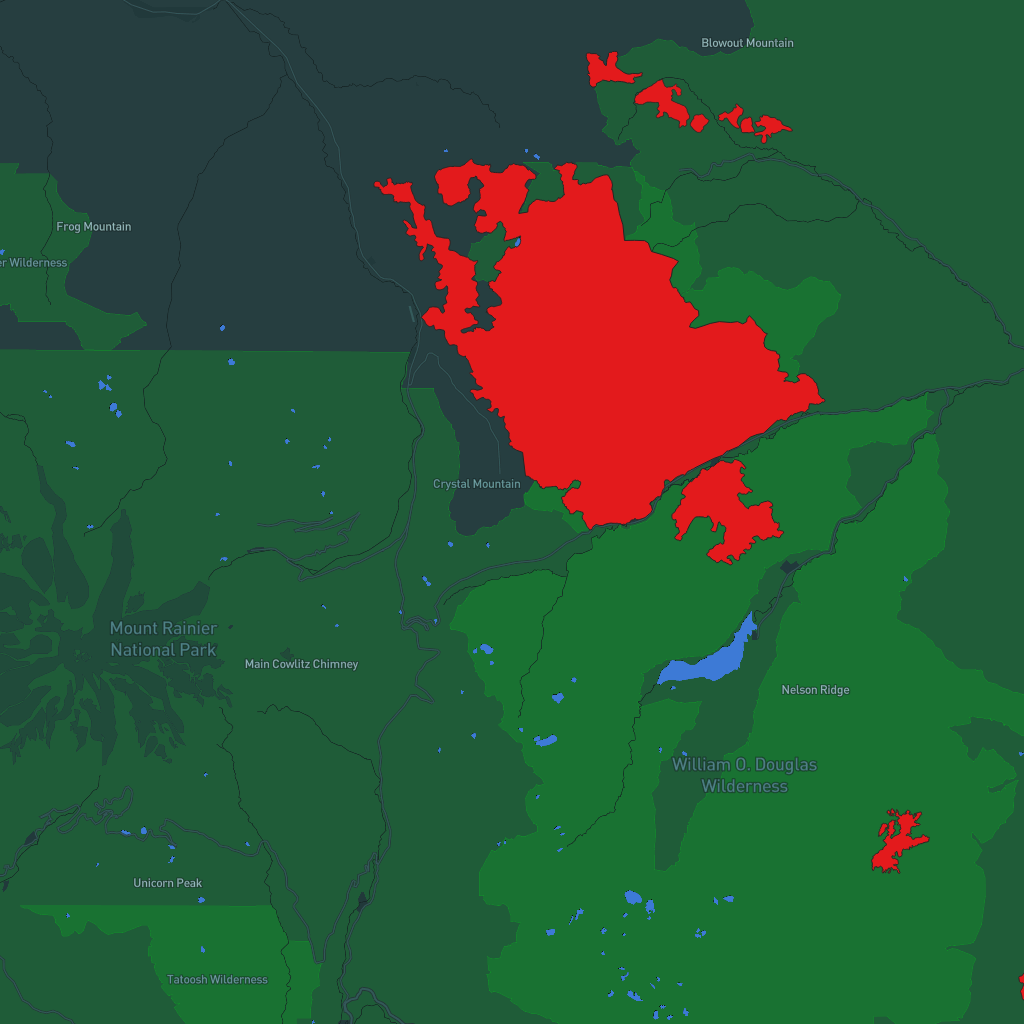 Blowout Mountain
Frog Mountain
er Wilderness
Crystal Mountain
Mount Rainier
National Park
Main Cowlitz Chimney
Nelson Ridge
William O. Douglas
Wilderness
Unicorn Peak
Tatoosh Wilderness